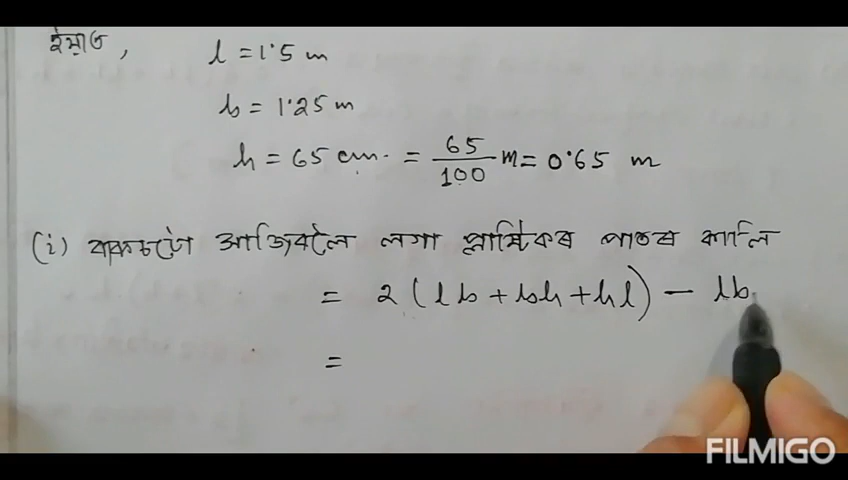 ইয়াত,
l = 1.5 m
b = 1.25 m
h = 65 cm. = 65/100 m = 0.65 m
(i) বাকচটো আজিবলৈ লগা প্লাষ্টিকৰ পাতৰ কালি
= 2 (lb + bh + hl) - lb
=
FILMIGO